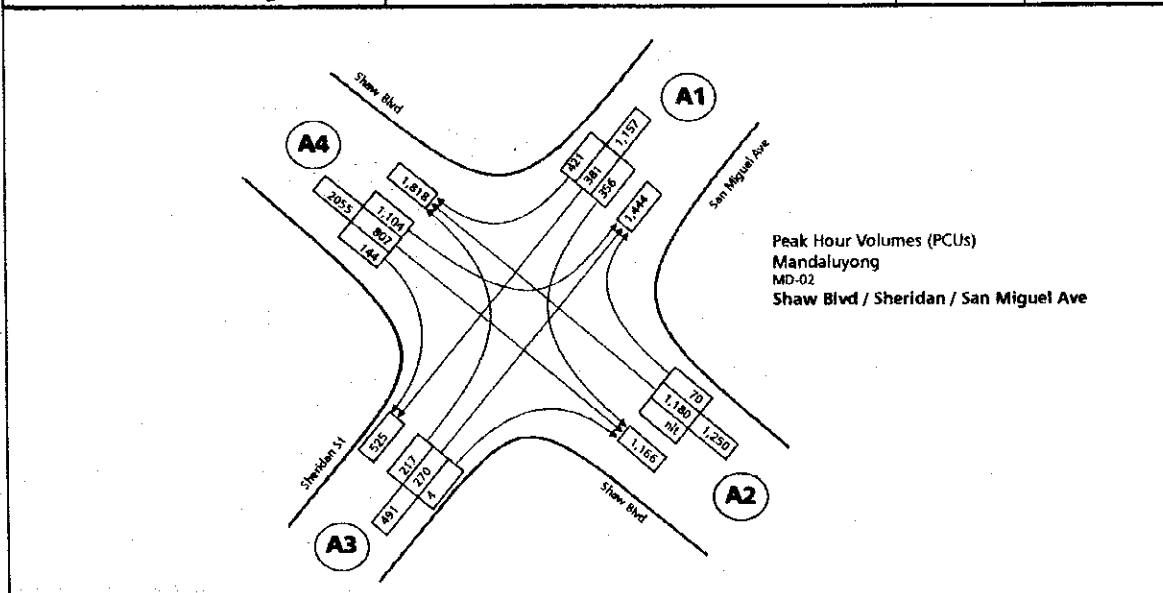 Shaw Blvd
A1
A4
421
381
356
1,157
San Miguel Ave
1,818
1,444
2055
1,104
807
144
Peak Hour Volumes (PCUs)
Mandaluyong
MD-02
Shaw Blvd / Sheridan / San Miguel Ave
70
1,180
nlt
1,250
525
1,166
Sheridan St
217
270
4
491
Shaw Blvd
A2
A3